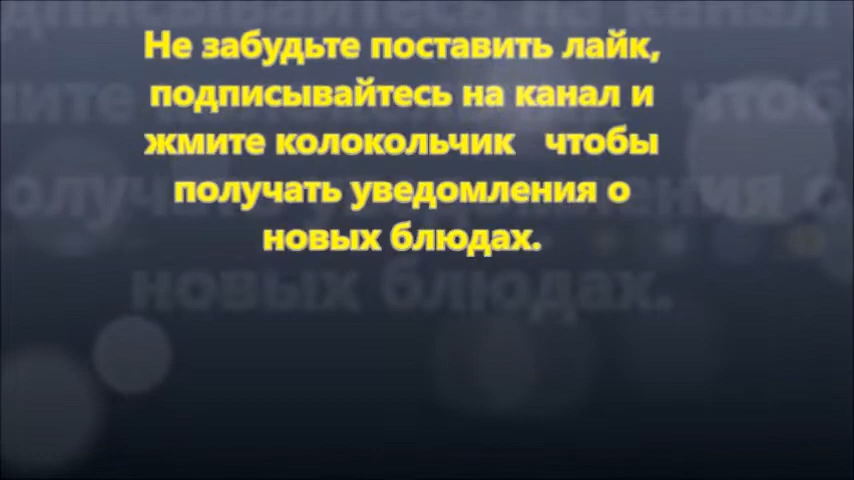 Не забудьте поставить лайк,
подписывайтесь на канал и
жмите колокольчик чтобы
получать уведомления о
новых блюдах.